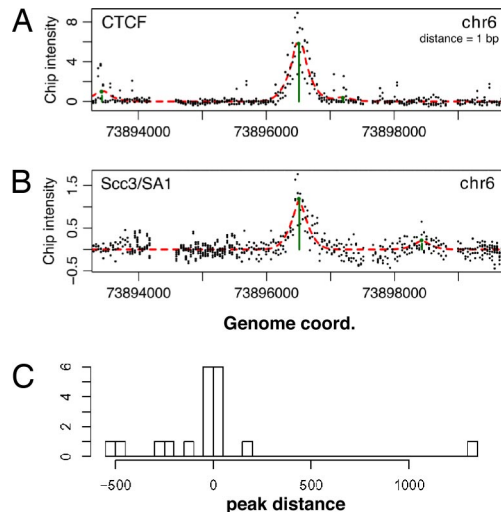 A
CTCF
chr6
distance = 1 bp
Chip intensity
8
4
0
73894000
73896000
73898000
B
Scc3/SA1
chr6
Chip intensity
1.5
0.5
−0.5
73894000
73896000
73898000
Genome coord.
C
6
4
2
0
−500
0
500
1000
peak distance